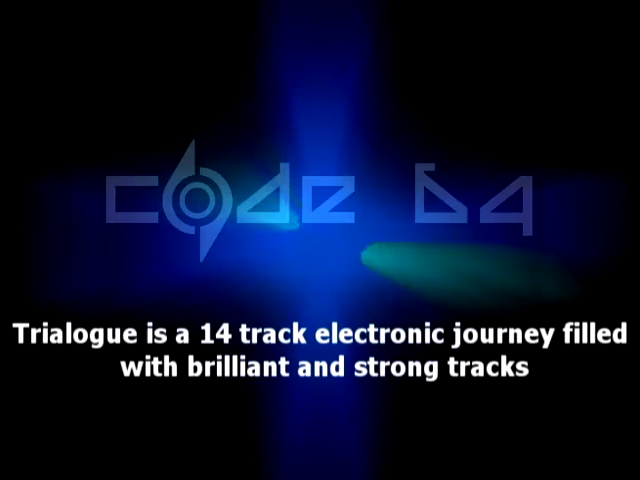 code 64
Trialogue is a 14 track electronic journey filled
with brilliant and strong tracks